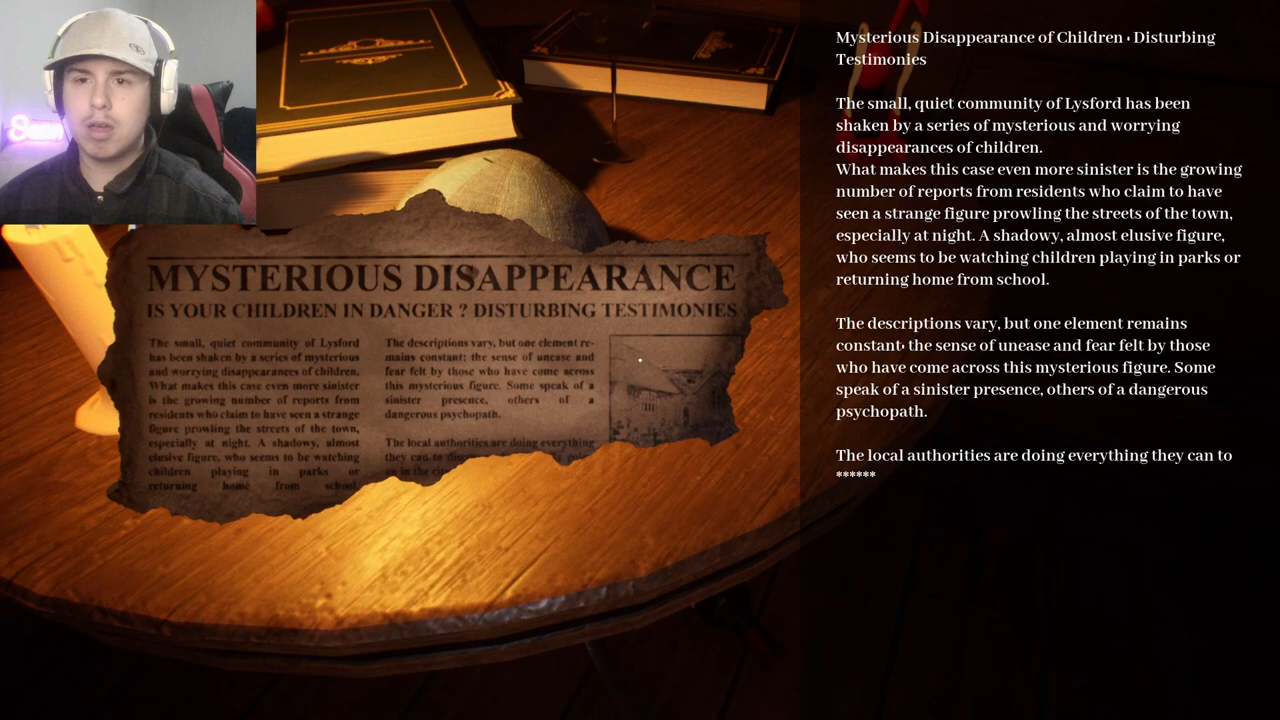 Mysterious Disappearance of Children · Disturbing
Testimonies
The small, quiet community of Lysford has been
shaken by a series of mysterious and worrying
disappearances of children.
What makes this case even more sinister is the growing
number of reports from residents who claim to have
seen a strange figure prowling the streets of the town,
especially at night. A shadowy, almost elusive figure,
who seems to be watching children playing in parks or
returning home from school.
The descriptions vary, but one element remains
constant· the sense of unease and fear felt by those
who have come across this mysterious figure. Some
speak of a sinister presence, others of a dangerous
psychopath.
The local authorities are doing everything they can to
******
MYSTERIOUS DISAPPEARANCE
IS YOUR CHILDREN IN DANGER ? DISTURBING TESTIMONIES
The small, quiet community of Lysford
has been shaken by a series of mysterious
and worrying disappearances of children.
What makes this case even more sinister
is the growing number of reports from
residents who claim to have seen a strange
figure prowling the streets of the town,
especially at night. A shadowy, almost
elusive figure, who seems to be watching
children playing in parks or
returning home from school.
The descriptions vary, but one element re-
mains constant: the sense of unease and
fear felt by those who have come across
this mysterious figure. Some speak of a
sinister presence, others of a
dangerous psychopath.
The local authorities are doing everything
they can to
on in the